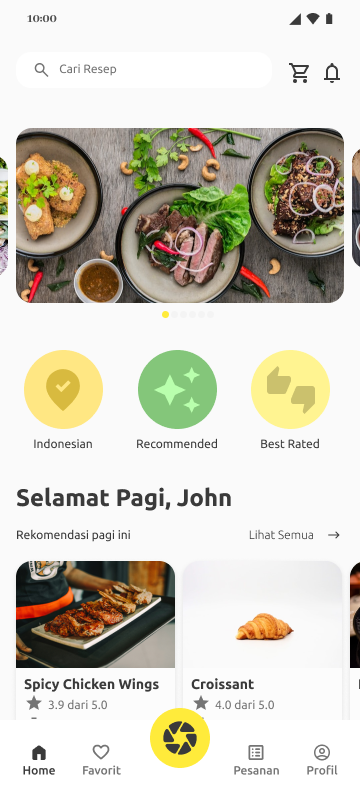 10:00
Cari Resep
Indonesian
Recommended
Best Rated
Selamat Pagi, John
Rekomendasi pagi ini
Lihat Semua
Spicy Chicken Wings
Croissant
3.9 dari 5.0
4.0 dari 5.0
Home
Favorit
Pesanan
Profil